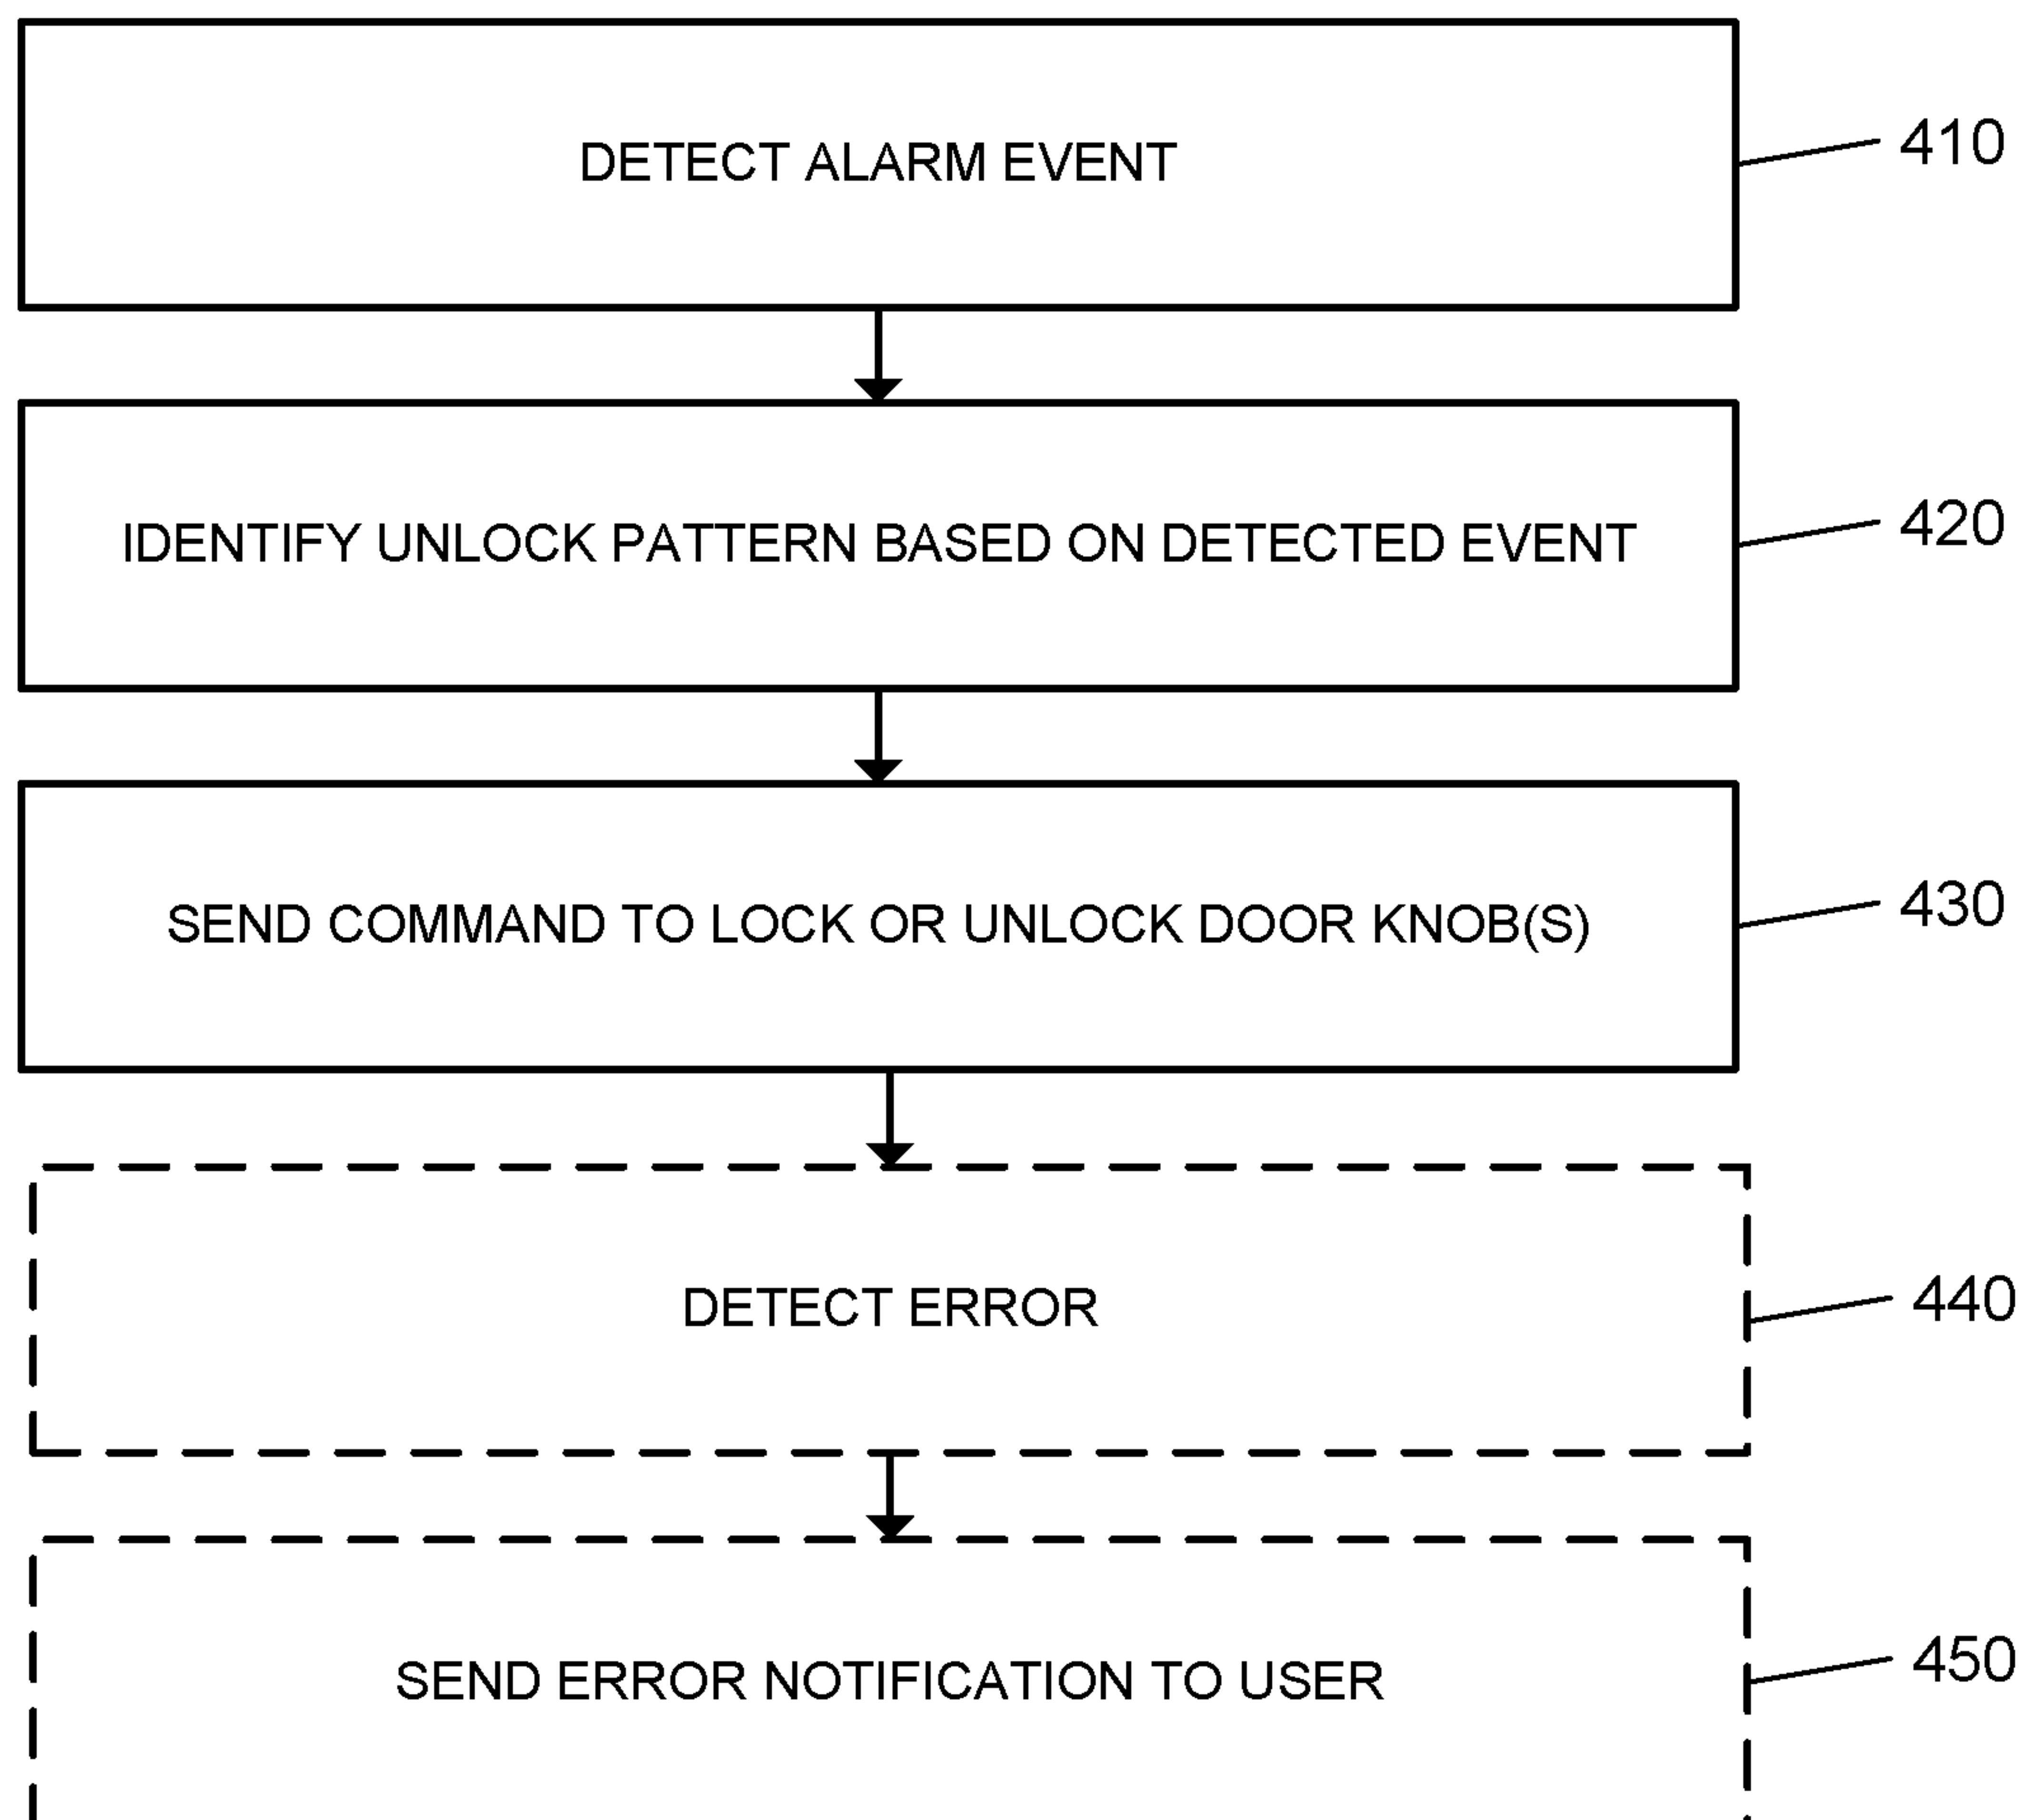 DETECT ALARM EVENT
410
IDENTIFY UNLOCK PATTERN BASED ON DETECTED EVENT
420
SEND COMMAND TO LOCK OR UNLOCK DOOR KNOB(S)
430
DETECT ERROR
440
SEND ERROR NOTIFICATION TO USER
450